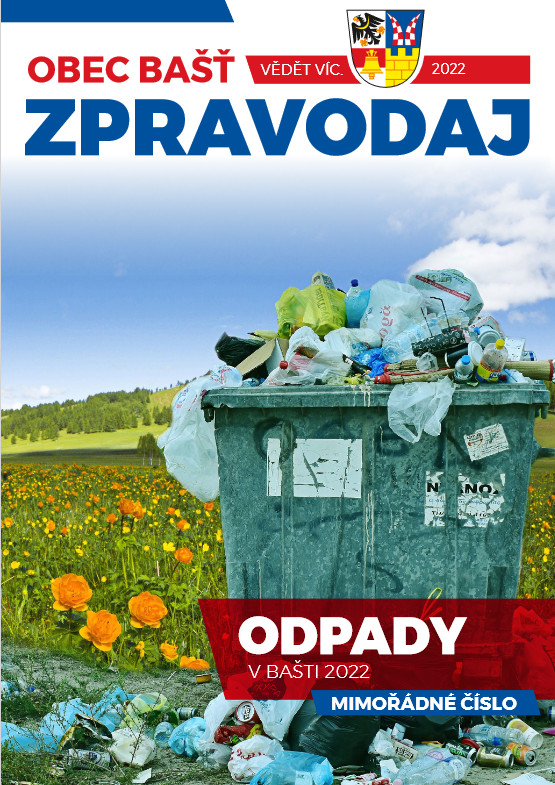 OBEC BAŠŤ
VĚDĚT VÍC.
2022
ZPRAVODAJ
ODPADY
V BAŠTI 2022
MIMOŘÁDNÉ ČÍSLO